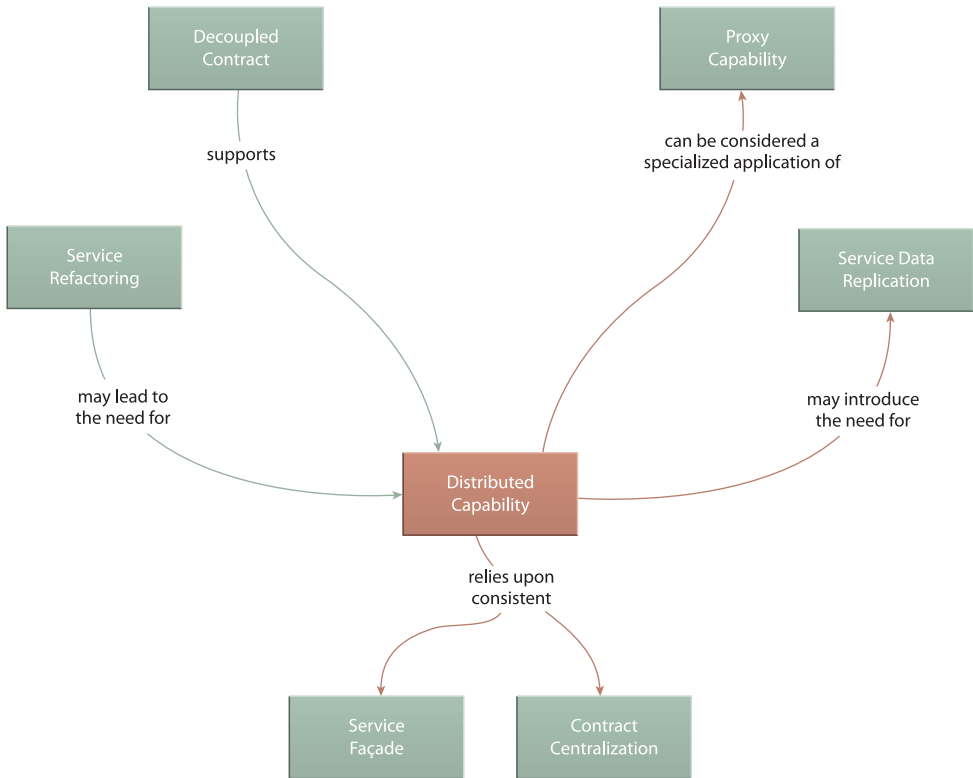 Decoupled
Contract
Proxy
Capability
supports
can be considered a
specialized application of
Service
Refactoring
Service Data
Replication
may lead to
the need for
may introduce
the need for
Distributed
Capability
relies upon
consistent
Service
Façade
Contract
Centralization